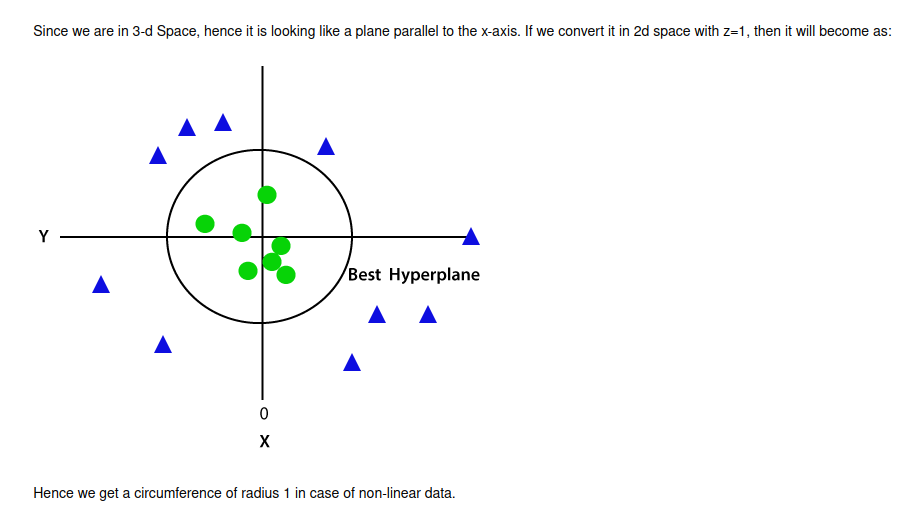 Since we are in 3-d Space, hence it is looking like a plane parallel to the x-axis. If we convert it in 2d space with z=1, then it will become as:
Y
Best Hyperplane
0
X
Hence we get a circumference of radius 1 in case of non-linear data.